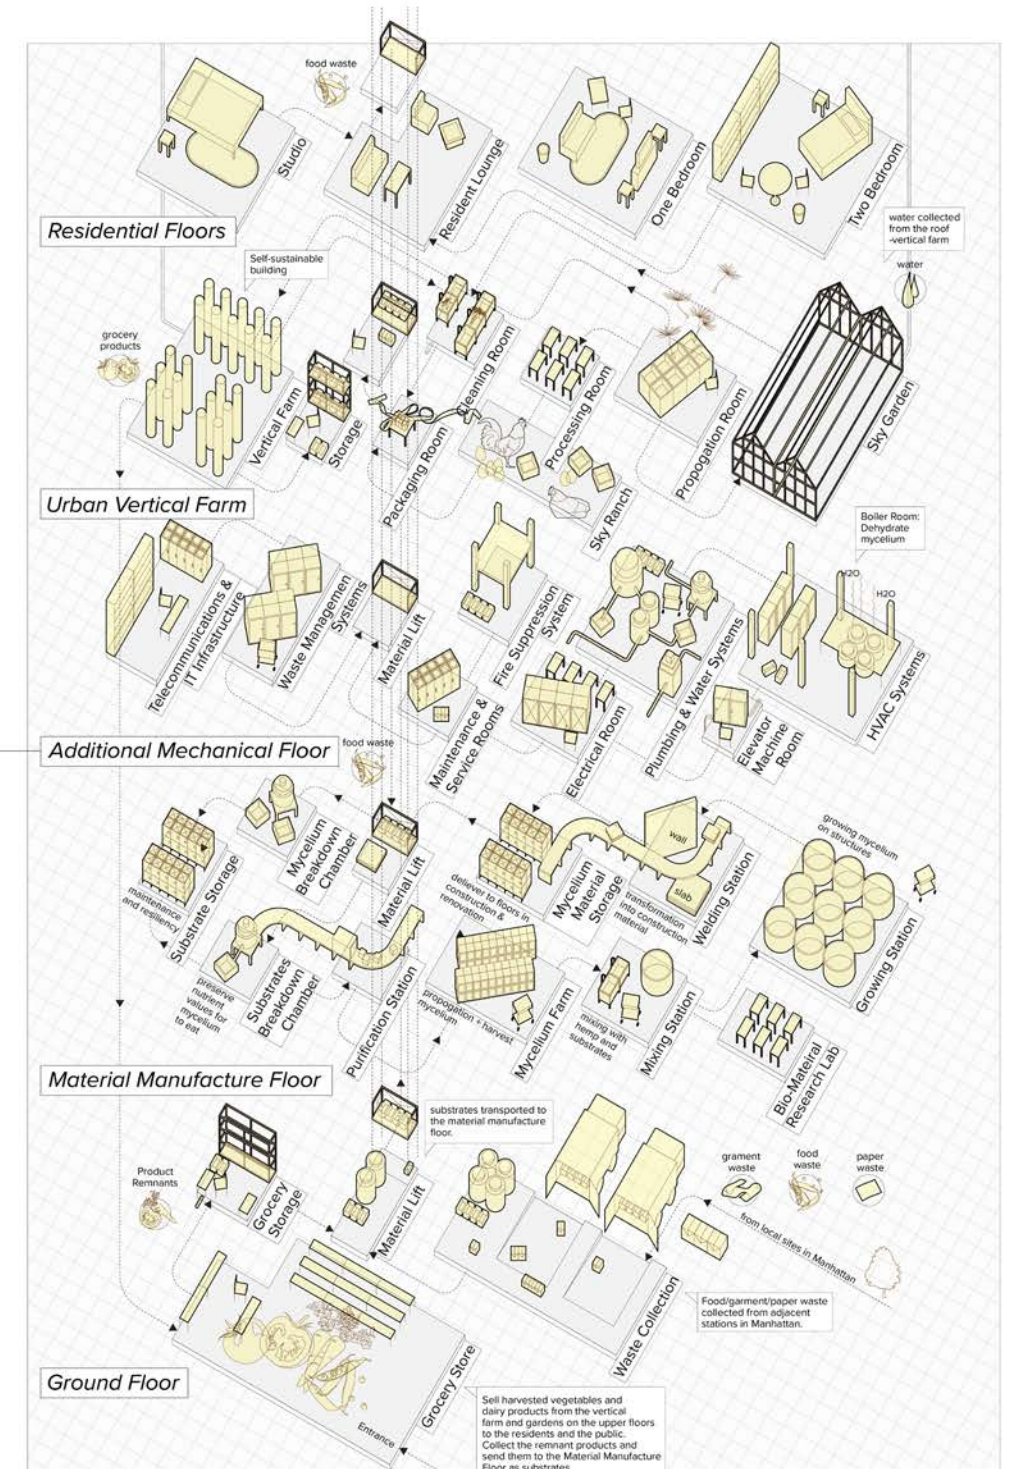 food waste
Studio
Resident Lounge
One Bedroom
Two Bedroom
Residential Floors
water collected
from the roof
-vertical farm
water
Self-sustainable
building
grocery
products
Vertical Farm
Storage
Packaging Room
Cleaning Room
Processing Room
Sky Ranch
Propogation Room
Sky Garden
Urban Vertical Farm
Boiler Room:
Dehydrate
mycelium
H2O
H2O
Telecommunications &
IT Infrastructure
Waste Managemen
Systems
Material Lift
Fire Suppression
System
Maintenance &
Service Rooms
Electrical Room
Plumbing & Water Systems
Elevator
Machine
Room
HVAC Systems
Additional Mechanical Floor
food waste
Substrate Storage
maintenance
and resiliency
Mycelium
Breakdown
Chamber
Material Lift
deliever to floors in
construction &
renovation
Mycelium
Material
Storage
wall
slab
transformation
into construction
material
Welding Station
growing mycelium
on structures
Growing Station
preserve
nutrient
values for
mycelium
to eat
Substrates
Breakdown
Chamber
Purification Station
propogation + harvest
mycelium
Mycelium Farm
mixing with
hemp and
substrates
Mixing Station
Bio-Mateiral
Research Lab
Material Manufacture Floor
substrates transported to
the material manufacture
floor.
Product
Remnants
Grocery
Storage
Material Lift
grament
waste
food
waste
paper
waste
from local sites in Manhattan
Waste Collection
Food/garment/paper waste
collected from adjacent
stations in Manhattan.
Ground Floor
Grocery Store
Entrance
Sell harvested vegetables and
dairy products from the vertical
farm and gardens on the upper floors
to the residents and the public.
Collect the remnant products and
send them to the Material Manufacture
Floor as substrates